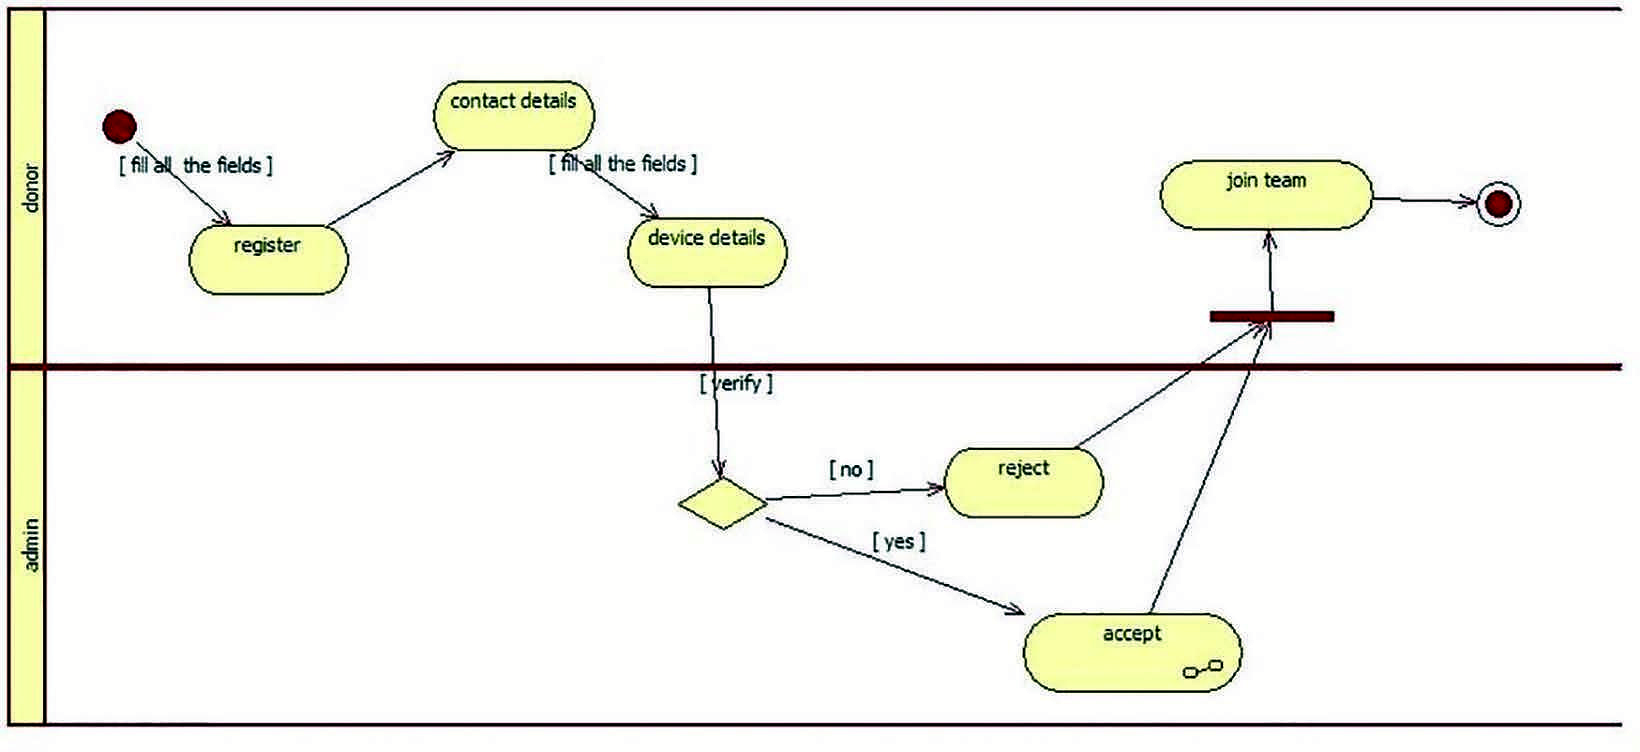 donor
contact details
[ fill all the fields ]
[ fill all the fields ]
join team
register
device details
admin
[ verify ]
[ no ]
reject
[ yes ]
accept